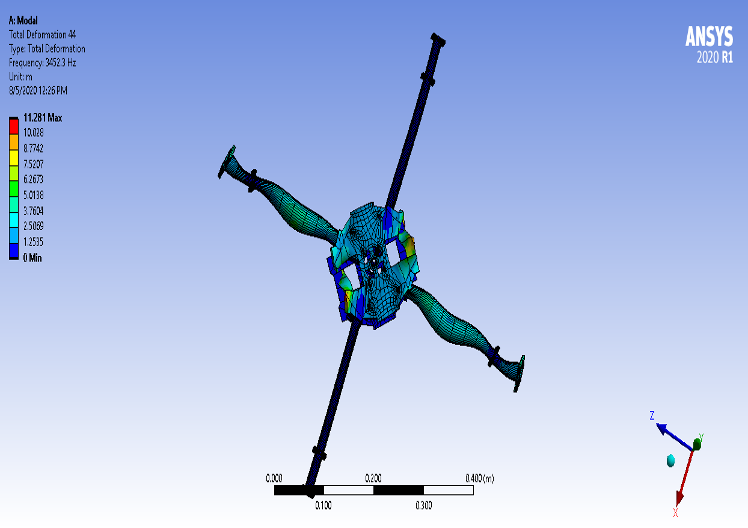 A: Modal
Total Deformation 44
Type: Total Deformation
Frequency: 3452.3 Hz
Unit: m
8/5/2020 12:26 PM
11.281 Max
10.028
8.7742
7.5207
6.2673
5.0138
3.7604
2.5069
1.2535
0 Min
ANSYS
2020 R1
0.000
0.200
0.400 (m)
0.100
0.300
Z
Y
X